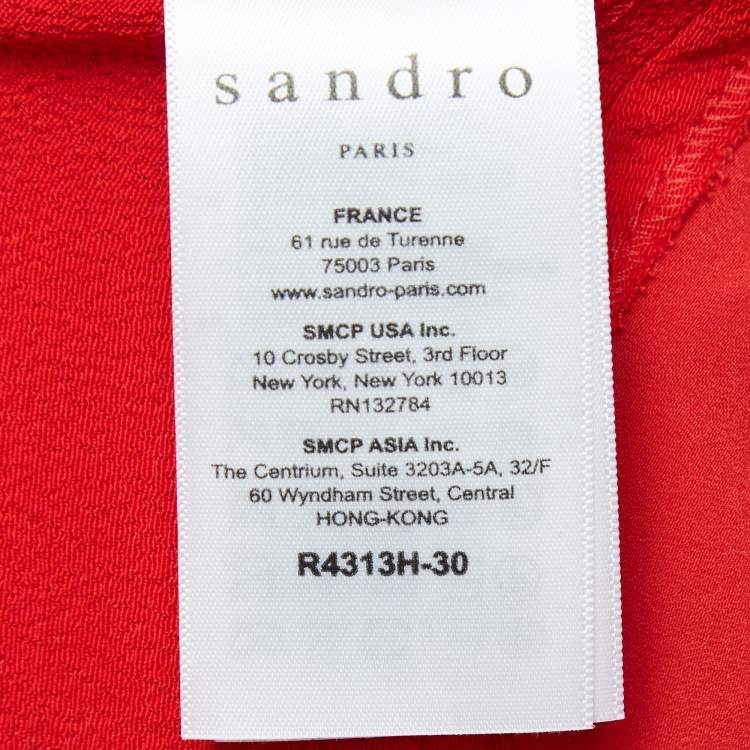 sandro
PARIS
FRANCE
61 rue de Turenne
75003 Paris
www.sandro-paris.com
SMCP USA Inc.
10 Crosby Street, 3rd Floor
New York, New York 10013
RN132784
SMCP ASIA Inc.
The Centrium, Suite 3203A-5A, 32/F
60 Wyndham Street, Central
HONG-KONG
R4313H-30